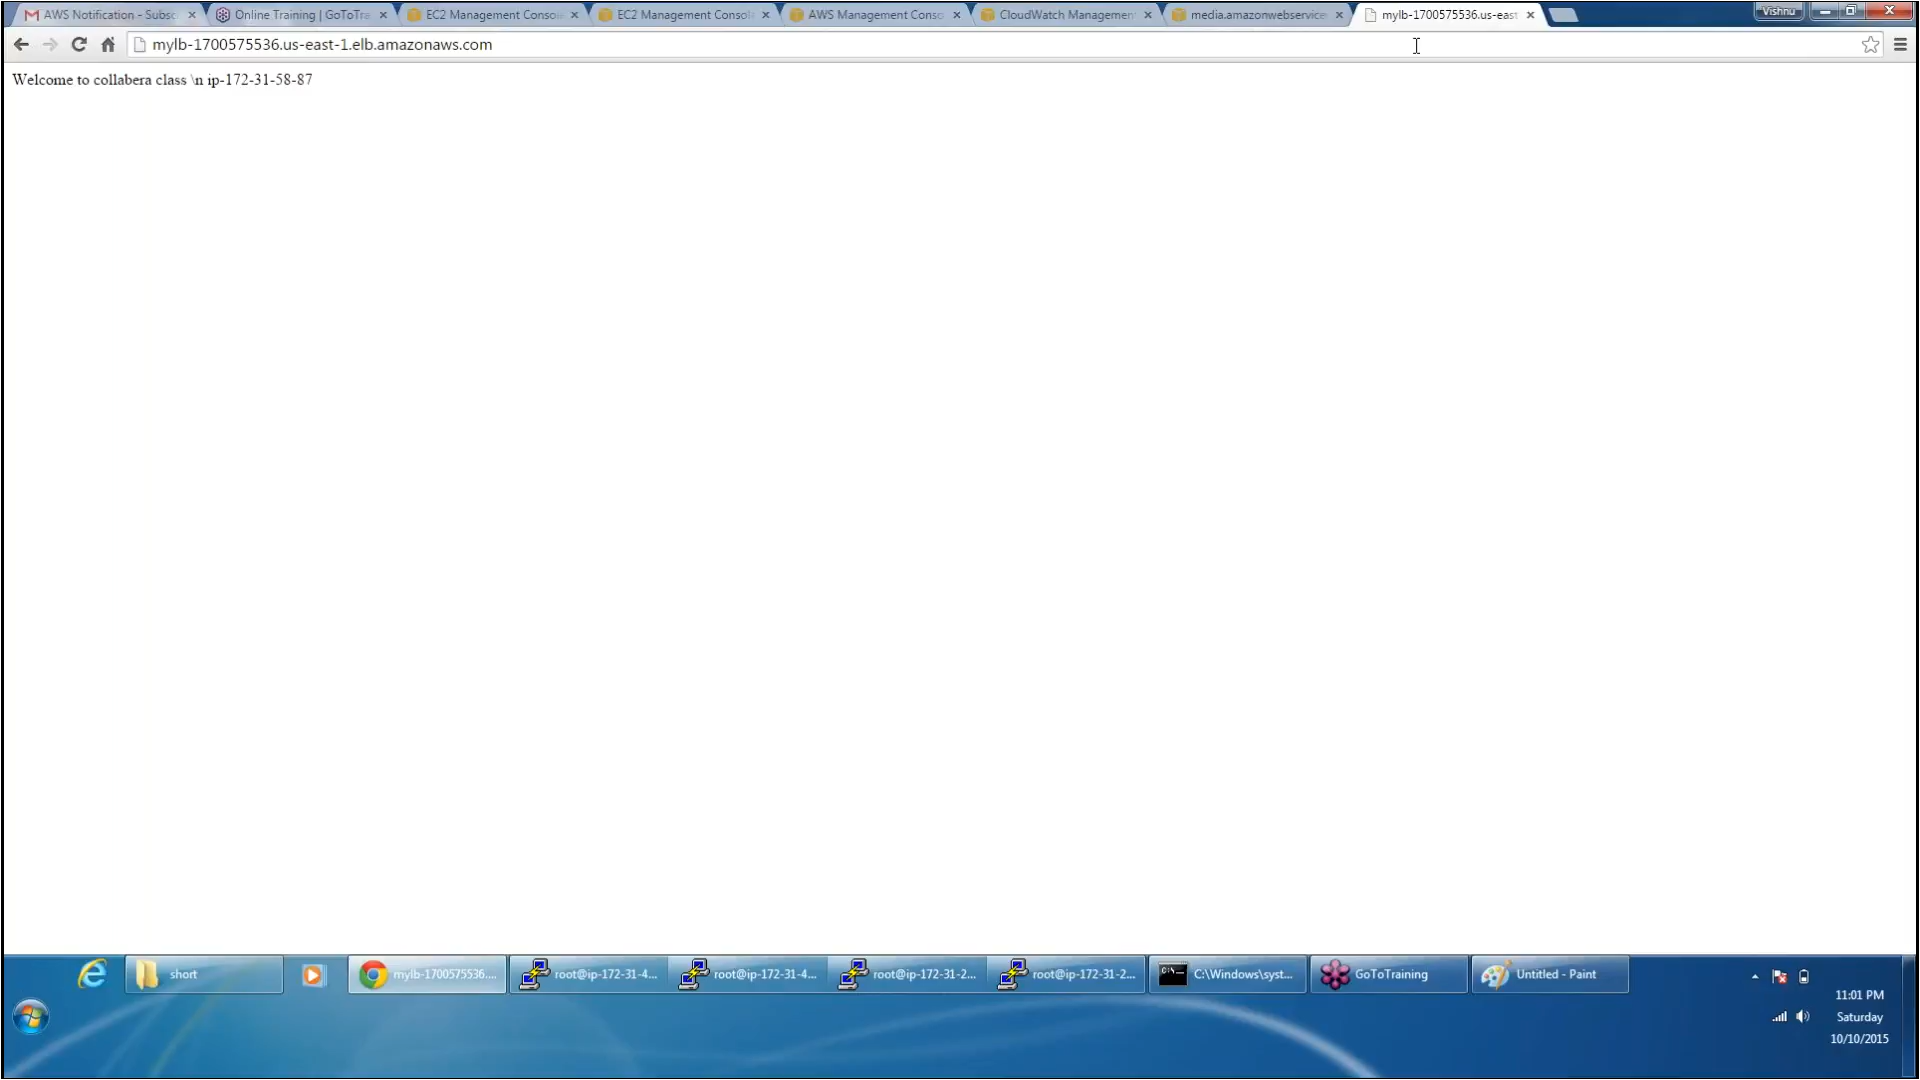 AWS Notification - Subsc
Online Training | GoToTra
EC2 Management Consol
EC2 Management Consol
AWS Management Conso
CloudWatch Management
media.amazonwebservice
mylb-1700575536.us-east
Vishnu
mylb-1700575536.us-east-1.elb.amazonaws.com
Welcome to collabera class \n ip-172-31-58-87
short
mylb-1700575536....
root@ip-172-31-4...
root@ip-172-31-4...
root@ip-172-31-2...
root@ip-172-31-2...
C:\Windows\syst...
GoToTraining
Untitled - Paint
11:01 PM
Saturday
10/10/2015